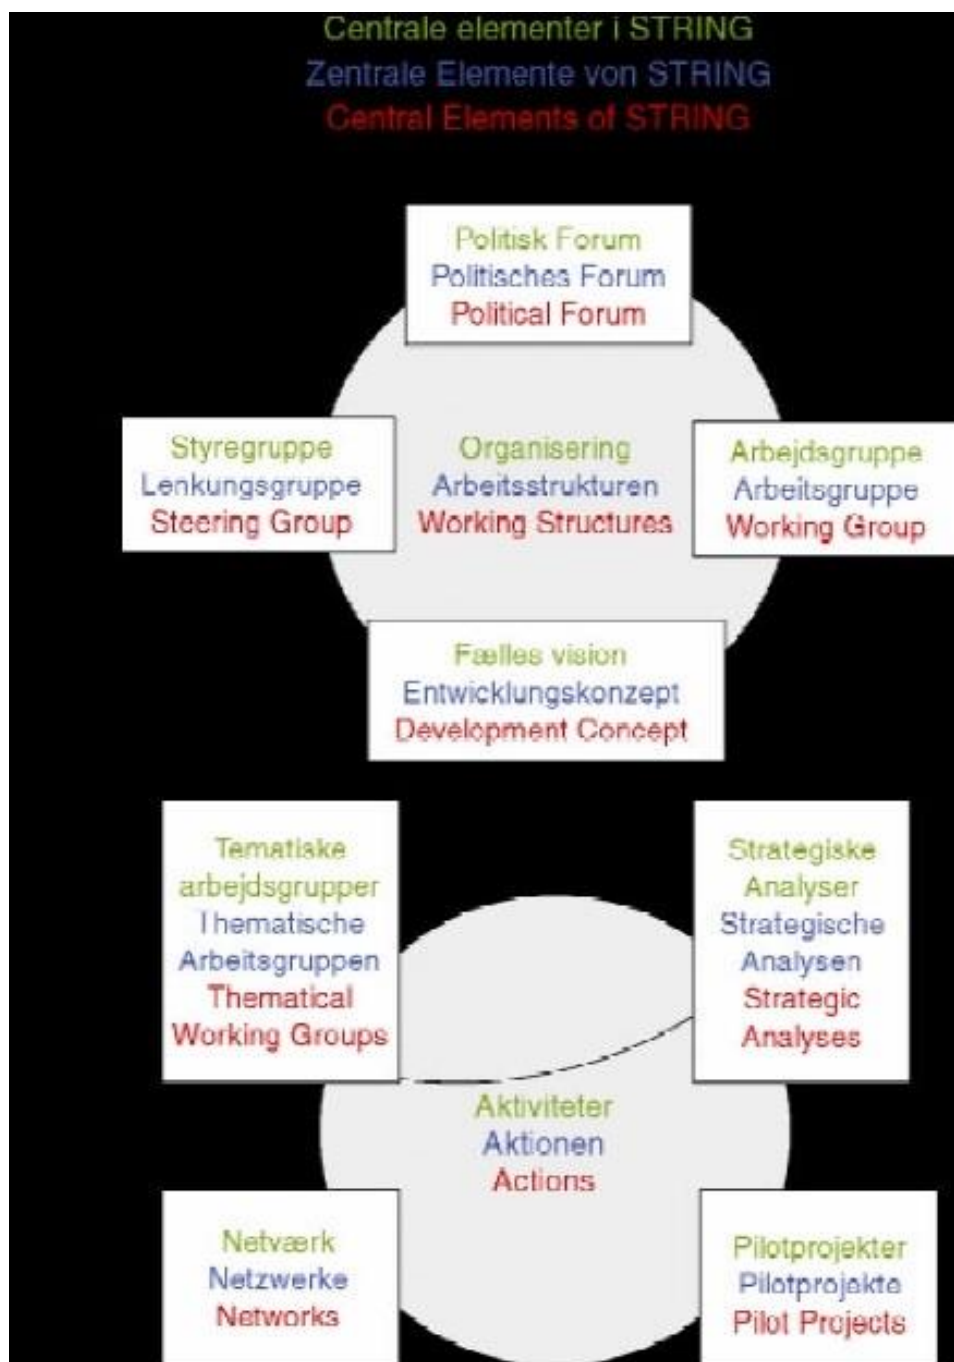 Centrale elementer i STRING
Zentrale Elemente von STRING
Central Elements of STRING
Politisk Forum
Politisches Forum
Political Forum
Styregruppe
Lenkungsgruppe
Steering Group
Organisering
Arbeitsstrukturen
Working Structures
Arbejdsgruppe
Arbeitsgruppe
Working Group
Fælles vision
Entwicklungskonzept
Development Concept
Tematiske
arbejdsgrupper
Thematische
Arbeitsgruppen
Thematical
Working Groups
Strategiske
Analyser
Strategische
Analysen
Strategic
Analyses
Aktiviteter
Aktionen
Actions
Netværk
Netzwerke
Networks
Pilotprojekter
Pilotprojekte
Pilot Projects